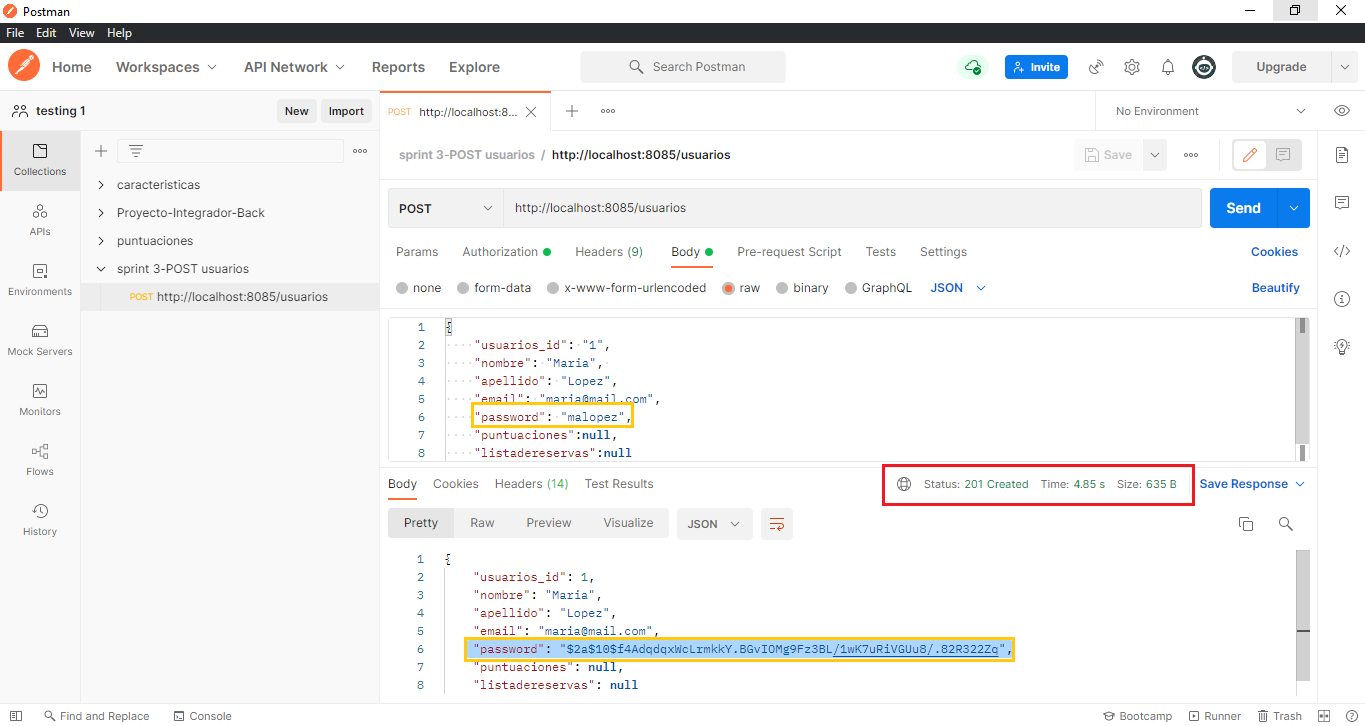 Postman
File Edit View Help
Home Workspaces API Network Reports Explore Search Postman Invite Upgrade
testing 1 New Import POST http://localhost:8... No Environment
sprint 3-POST usuarios / http://localhost:8085/usuarios Save
Collections
APIs
Environments
Mock Servers
Monitors
Flows
History
caracteristicas
Proyecto-Integrador-Back
puntuaciones
sprint 3-POST usuarios
POST http://localhost:8085/usuarios
POST http://localhost:8085/usuarios Send
Params Authorization Headers (9) Body Pre-request Script Tests Settings Cookies
none form-data x-www-form-urlencoded raw binary GraphQL JSON Beautify
1 {
2 "usuarios_id": "1",
3 "nombre": "Maria",
4 "apellido": "Lopez",
5 "email": "maria@mail.com",
6 "password": "malopez",
7 "puntuaciones":null,
8 "listadereservas":null
Body Cookies Headers (14) Test Results Status: 201 Created Time: 4.85 s Size: 635 B Save Response
Pretty Raw Preview Visualize JSON
1 {
2 "usuarios_id": 1,
3 "nombre": "Maria",
4 "apellido": "Lopez",
5 "email": "maria@mail.com",
6 "password": "$2a$10$f4AdqdqxWcLrmkkY.BGvIOMg9Fz3BL/1wK7uRiVGUu8/.82R322Zq",
7 "puntuaciones": null,
8 "listadereservas": null
Find and Replace Console Bootcamp Runner Trash